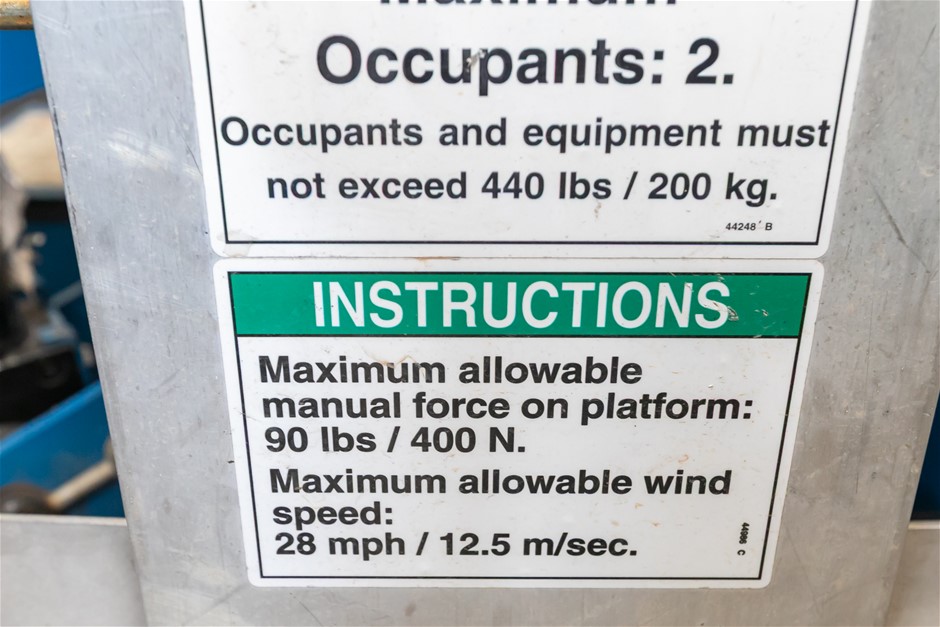 Maximum
Occupants: 2.
Occupants and equipment must
not exceed 440 lbs / 200 kg.
44248 B
INSTRUCTIONS
Maximum allowable
manual force on platform:
90 lbs / 400 N.
Maximum allowable wind
speed:
28 mph / 12.5 m/sec.